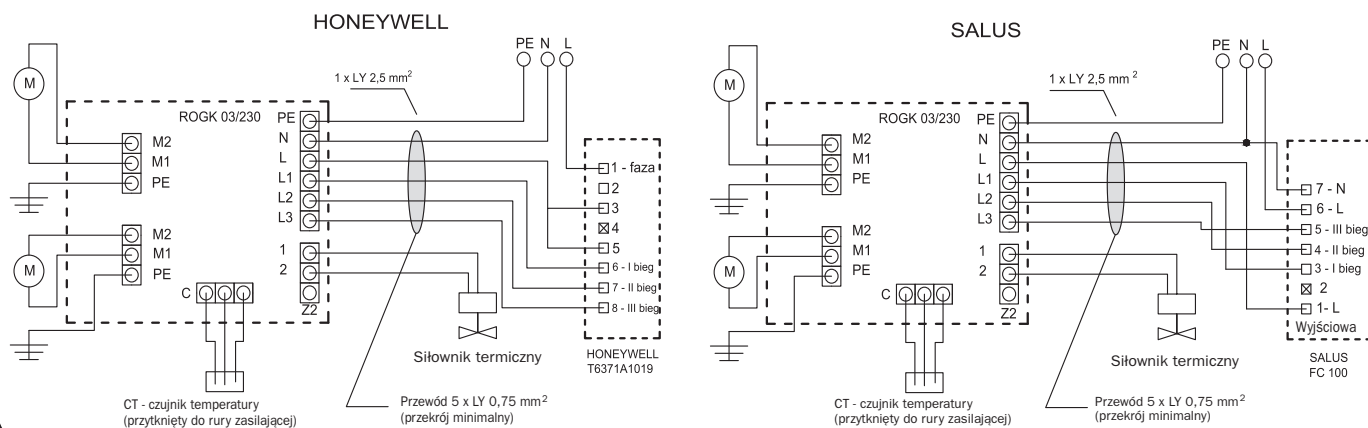 HONEYWELL
PE N L
1 x LY 2,5 mm²
M
ROGK 03/230
PE
N
L
L1
L2
L3
M2
M1
PE
M
M2
M1
PE
1
2
Z2
C
1 - faza
2
3
4
5
6 - I bieg
7 - II bieg
8 - III bieg
HONEYWELL
T6371A1019
Siłownik termiczny
CT - czujnik temperatury
(przytknięty do rury zasilającej)
Przewód 5 x LY 0,75 mm²
(przekrój minimalny)
SALUS
PE N L
1 x LY 2,5 mm²
M
ROGK 03/230
PE
N
L
L1
L2
L3
M2
M1
PE
M
M2
M1
PE
1
2
Z2
C
7 - N
6 - L
5 - III bieg
4 - II bieg
3 - I bieg
2
1- L
Wyjściowa
SALUS
FC 100
Siłownik termiczny
CT - czujnik temperatury
(przytknięty do rury zasilającej)
Przewód 5 x LY 0,75 mm²
(przekrój minimalny)